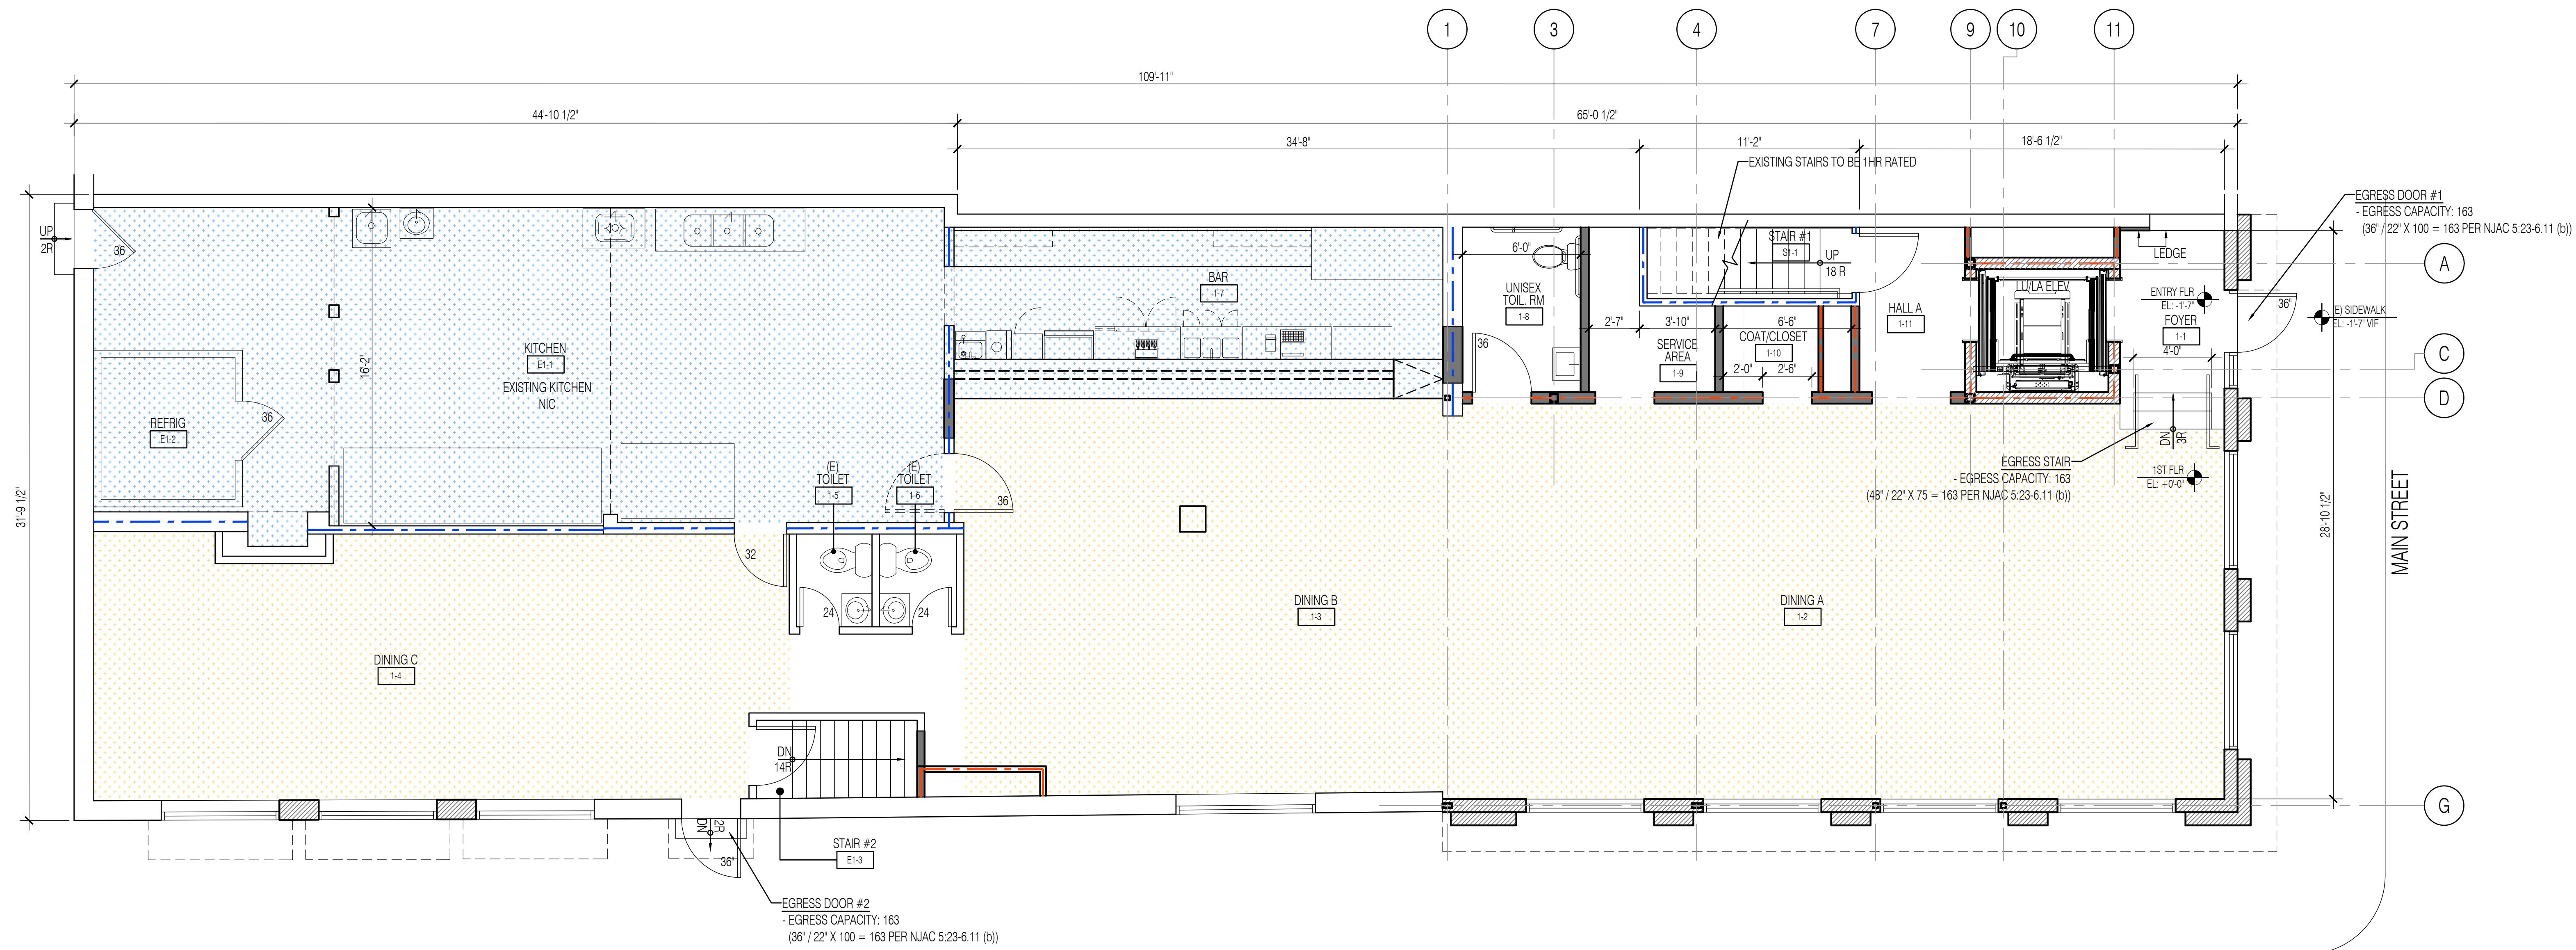 1
3
4
7
9
10
11
109'-11"
44'-10 1/2"
65'-0 1/2"
34'-8"
11'-2"
18'-6 1/2"
EXISTING STAIRS TO BE 1HR RATED
EGRESS DOOR #1
- EGRESS CAPACITY: 163
(36" / 22" X 100 = 163 PER NJAC 5:23-6.11 (b))
UP
2R
36
STAIR #1
S1-1
UP
18 R
6'-0"
LEDGE
A
BAR
1-7
UNISEX
TOIL. RM
1-8
LU/LA ELEV
ENTRY FLR
EL: -1'-7"
FOYER
1-1
36"
E) SIDEWALK
EL: -1'-7" VIF
HALL A
1-11
2'-7"
3'-10"
6'-6"
COAT/CLOSET
1-10
SERVICE
AREA
1-9
2'-0"
2'-6"
36
4'-0"
C
D
KITCHEN
E1-1
EXISTING KITCHEN
NIC
16'-2"
REFRIG
E1-2
36
DN
3R
EGRESS STAIR
- EGRESS CAPACITY: 163
(48" / 22" X 75 = 163 PER NJAC 5:23-6.11 (b))
1ST FLR
EL: +0'-0"
(E)
TOILET
1-5
(E)
TOILET
1-6
36
31'-9 1/2"
28'-10 1/2"
MAIN STREET
32
24
24
DINING B
1-3
DINING A
1-2
DINING C
1-4
DN
14R
G
DN
2R
36"
STAIR #2
E1-3
EGRESS DOOR #2
- EGRESS CAPACITY: 163
(36" / 22" X 100 = 163 PER NJAC 5:23-6.11 (b))